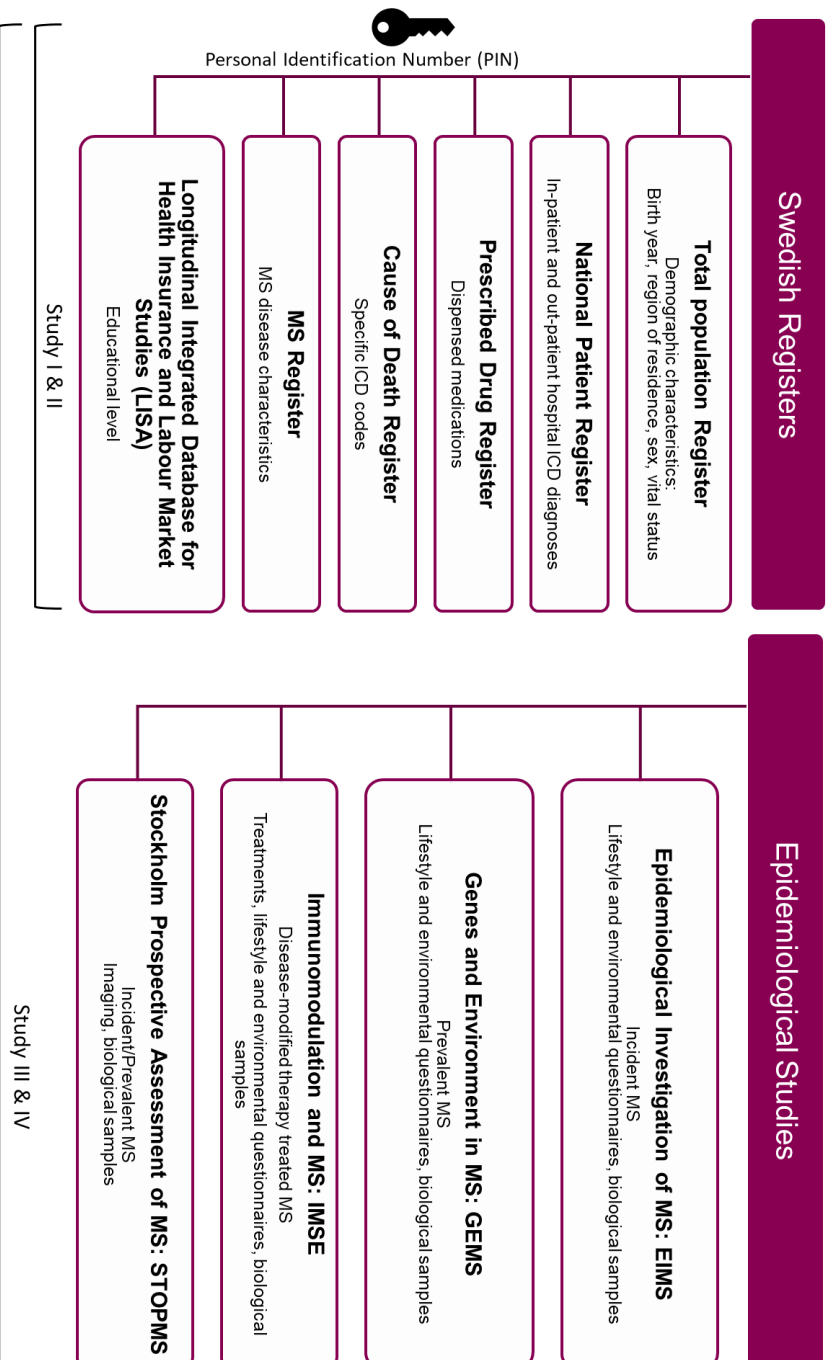 Personal Identification Number (PIN)
Swedish Registers
Total population Register
Demographic characteristics:
Birth year, region of residence, sex, vital status
National Patient Register
In-patient and out-patient hospital ICD diagnoses
Prescribed Drug Register
Dispensed medications
Cause of Death Register
Specific ICD codes
MS Register
MS disease characteristics
Longitudinal Integrated Database for
Health Insurance and Labour Market
Studies (LISA)
Educational level
Study I & II
Epidemiological Studies
Epidemiological Investigation of MS: EIMS
Incident MS
Lifestyle and environmental questionnaires, biological samples
Genes and Environment in MS: GEMS
Prevalent MS
Lifestyle and environmental questionnaires, biological samples
Immunomodulation and MS: IMSE
Disease-modified therapy treated MS
Treatments, lifestyle and environmental questionnaires, biological
samples
Stockholm Prospective Assessment of MS: STOPMS
Incident/Prevalent MS
Imaging, biological samples
Study III & IV